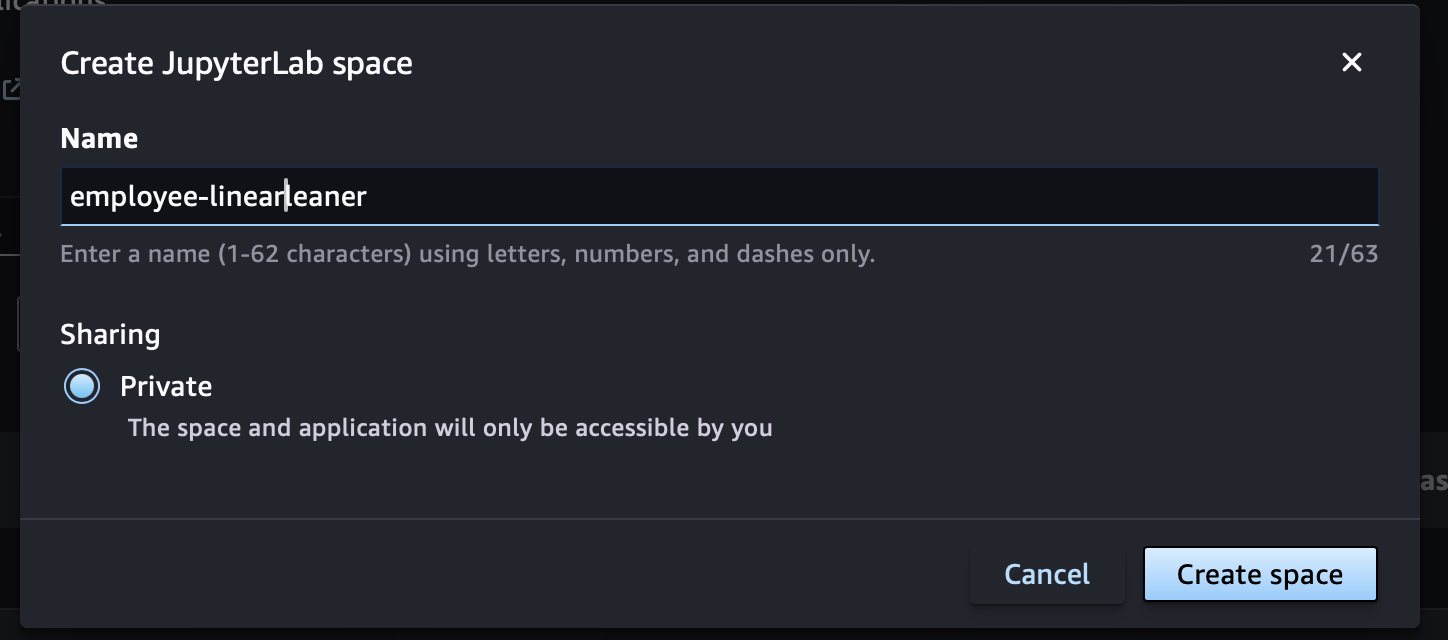 Create JupyterLab space
Name
employee-linearleaner
Enter a name (1-62 characters) using letters, numbers, and dashes only.
21/63
Sharing
Private
The space and application will only be accessible by you
as
Cancel
Create space